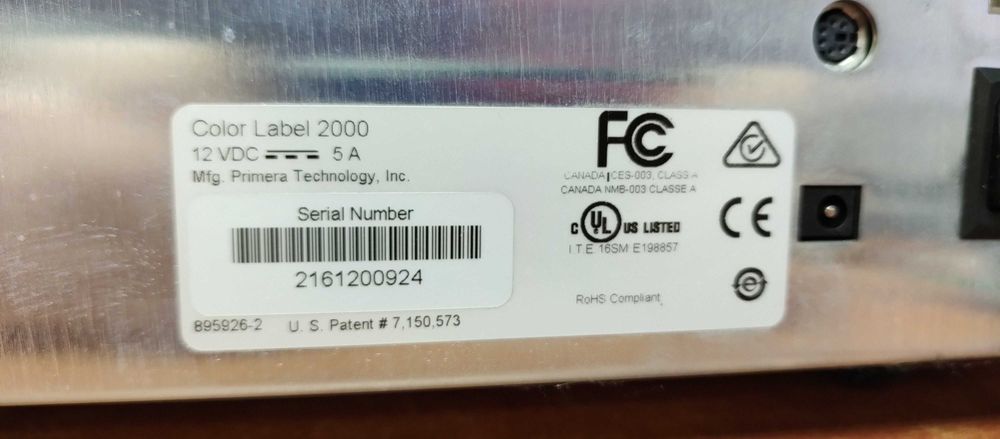 Color Label 2000
12 VDC 5 A
Mfg. Primera Technology, Inc.
Serial Number
2161200924
895926-2 U. S. Patent # 7,150,573
FC
CANADA ICES-003, CLASS A
CANADA NMB-003 CLASSE A
C UL US LISTED
I.T.E. 16SM E198857
CE
e
RoHS Compliant